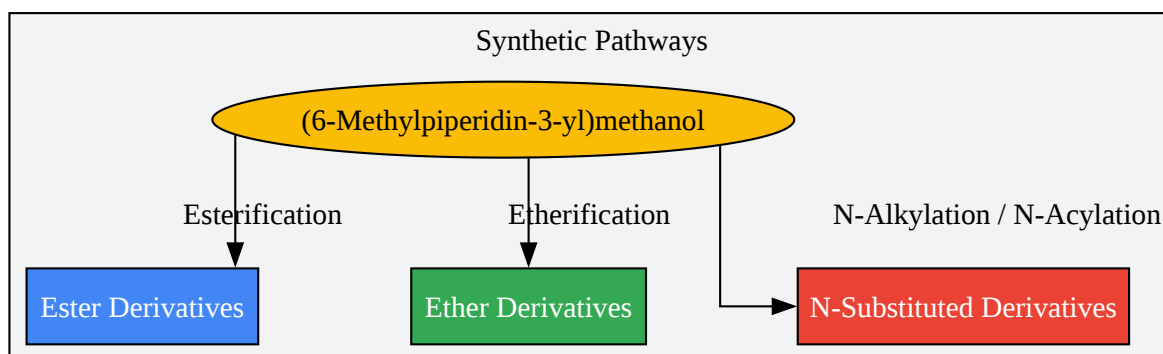 Synthetic Pathways
(6-Methylpiperidin-3-yl)methanol
Esterification
Etherification
N-Alkylation / N-Acylation
Ester Derivatives
Ether Derivatives
N-Substituted Derivatives